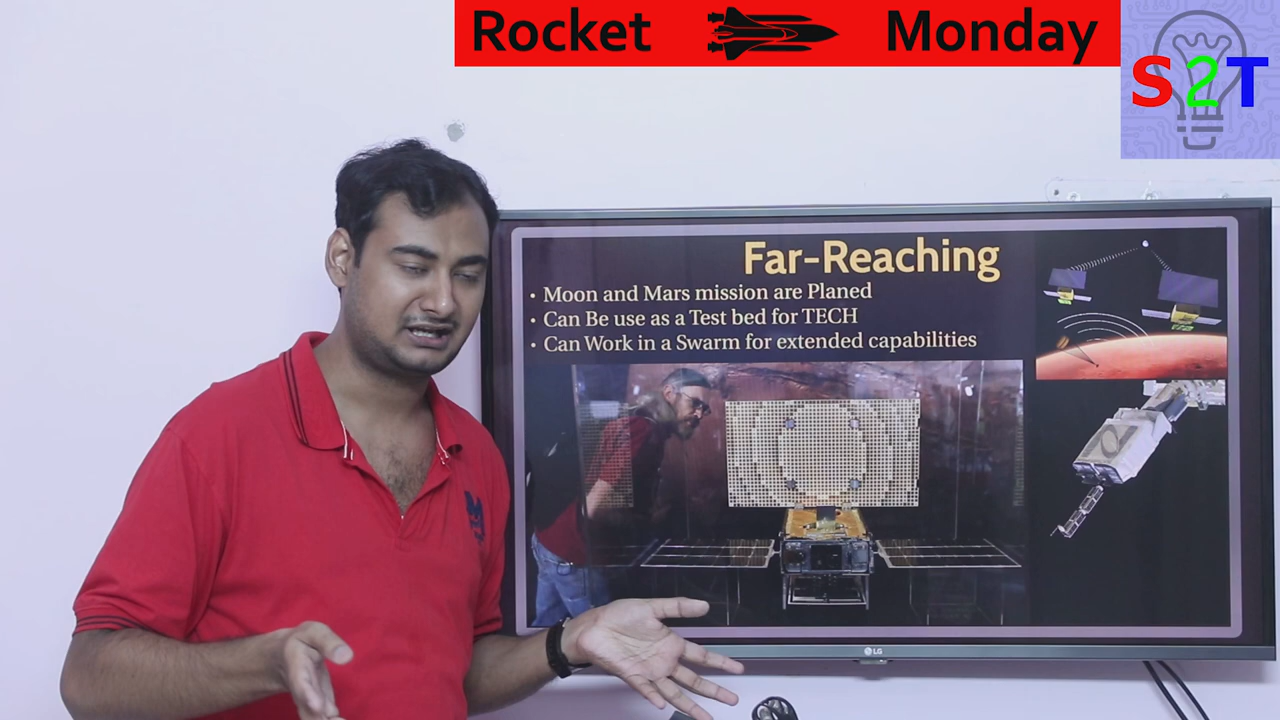 Rocket Monday
S2T
Far-Reaching
• Moon and Mars mission are Planed
• Can Be use as a Test bed for TECH
• Can Work in a Swarm for extended capabilities
LG